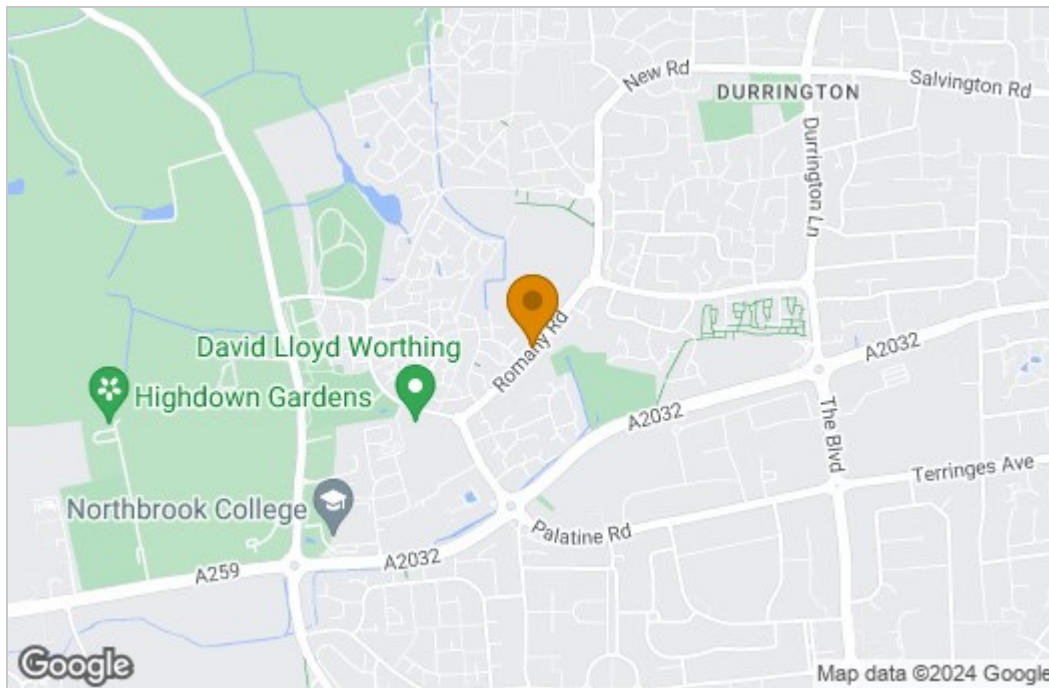 New Rd
Salvington Rd
DURRINGTON
Durrington Ln
Romany Rd
David Lloyd Worthing
Highdown Gardens
A2032
A2032
The Blvd
Terringes Ave
Northbrook College
Palatine Rd
A2032
A259
Google
Map data ©2024 Google